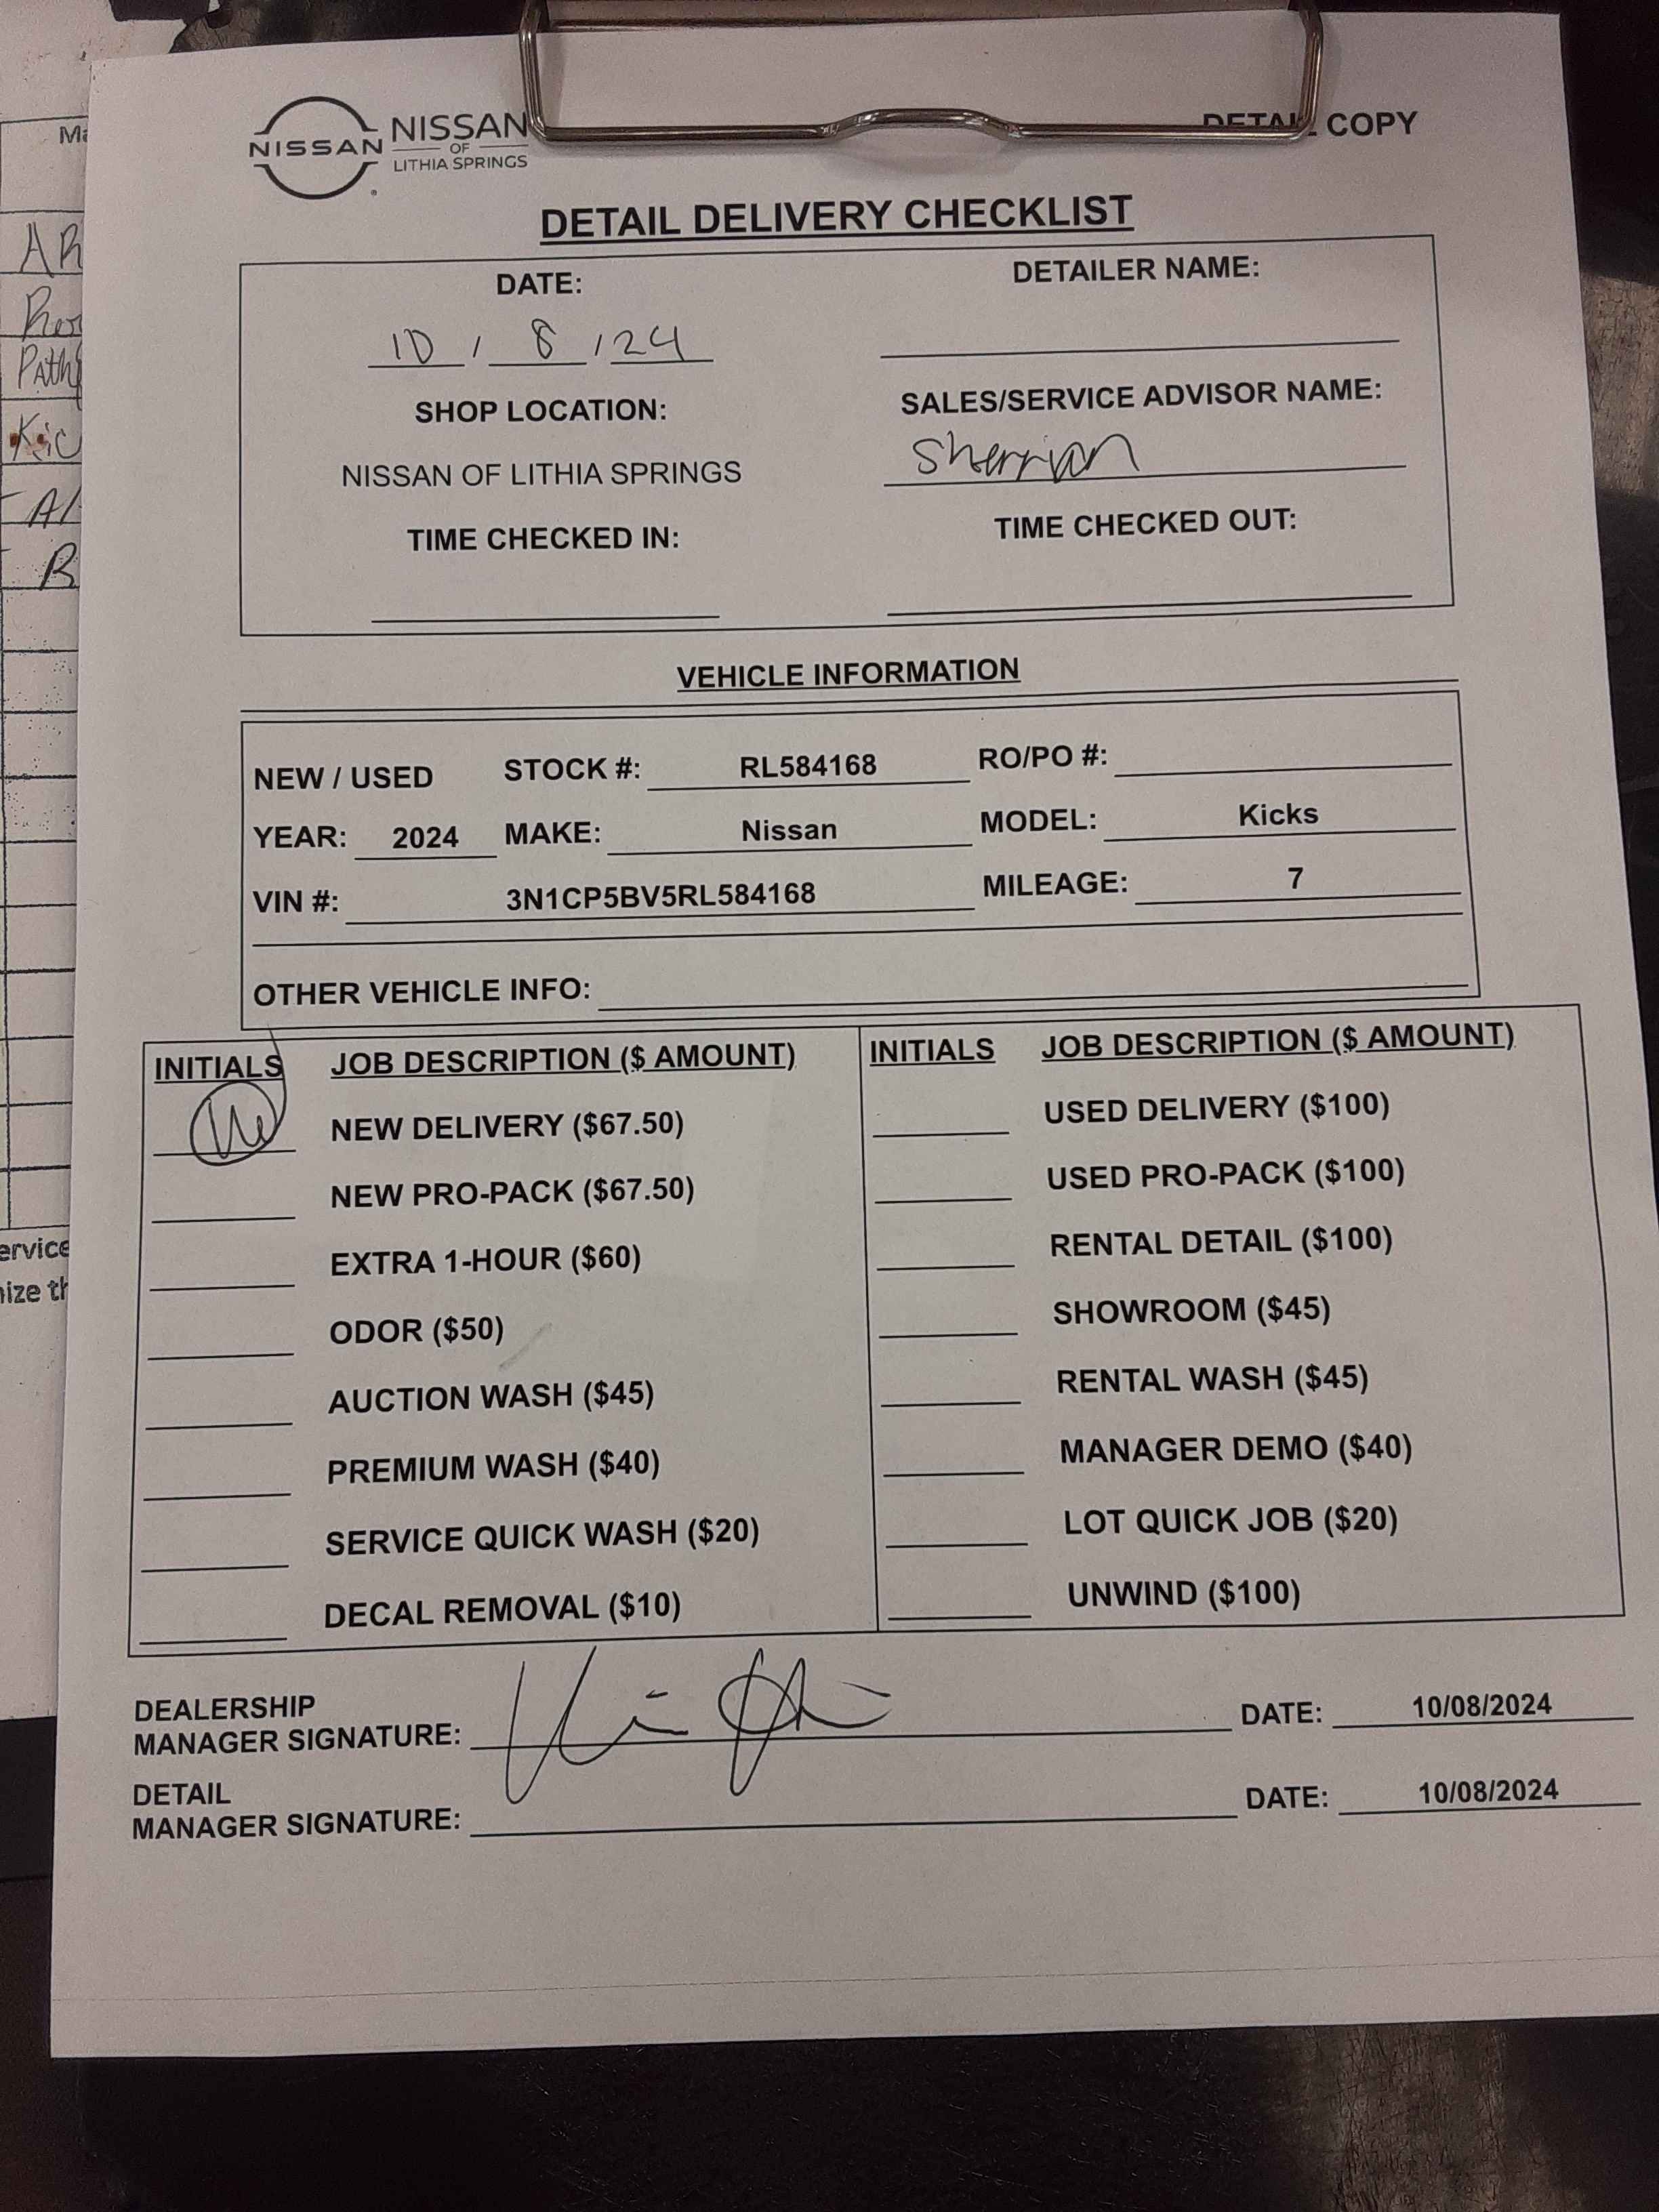 NISSAN
NISSAN
OF
LITHIA SPRINGS
COPY
DETAIL DELIVERY CHECKLIST
DATE:
10 / 8 / 24
DETAILER NAME:
SHOP LOCATION:
NISSAN OF LITHIA SPRINGS
SALES/SERVICE ADVISOR NAME:
TIME CHECKED IN:
TIME CHECKED OUT:
VEHICLE INFORMATION
NEW / USED STOCK #: RL584168 RO/PO #:
YEAR: 2024 MAKE: Nissan MODEL: Kicks
VIN #: 3N1CP5BV5RL584168 MILEAGE: 7
OTHER VEHICLE INFO:
INITIALS JOB DESCRIPTION ($ AMOUNT)
NEW DELIVERY ($67.50)
NEW PRO-PACK ($67.50)
EXTRA 1-HOUR ($60)
ODOR ($50)
AUCTION WASH ($45)
PREMIUM WASH ($40)
SERVICE QUICK WASH ($20)
DECAL REMOVAL ($10)
INITIALS JOB DESCRIPTION ($ AMOUNT)
USED DELIVERY ($100)
USED PRO-PACK ($100)
RENTAL DETAIL ($100)
SHOWROOM ($45)
RENTAL WASH ($45)
MANAGER DEMO ($40)
LOT QUICK JOB ($20)
UNWIND ($100)
DEALERSHIP
MANAGER SIGNATURE: DATE: 10/08/2024
DETAIL
MANAGER SIGNATURE: DATE: 10/08/2024